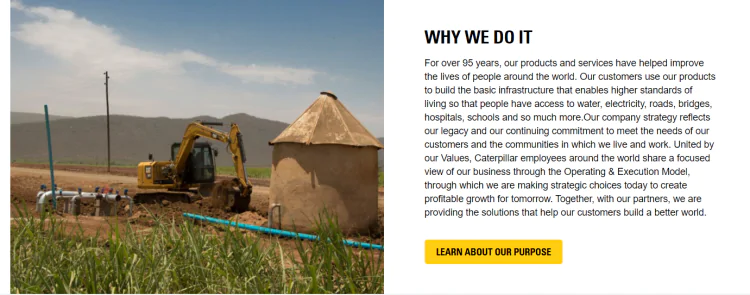 WHY WE DO IT
For over 95 years, our products and services have helped improve
the lives of people around the world. Our customers use our products
to build the basic infrastructure that enables higher standards of
living so that people have access to water, electricity, roads, bridges,
hospitals, schools and so much more.Our company strategy reflects
our legacy and our continuing commitment to meet the needs of our
customers and the communities in which we live and work. United by
our Values, Caterpillar employees around the world share a focused
view of our business through the Operating & Execution Model,
through which we are making strategic choices today to create
profitable growth for tomorrow. Together, with our partners, we are
providing the solutions that help our customers build a better world.
LEARN ABOUT OUR PURPOSE